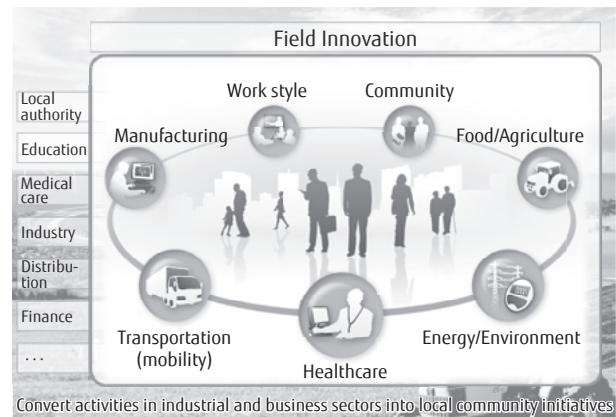 Field Innovation
Work style
Community
Manufacturing
Food/Agriculture
Local
authority
Education
Medical
care
Industry
Distribu-
tion
Finance
. . .
Transportation
(mobility)
Healthcare
Energy/Environment
Convert activities in industrial and business sectors into local community initiatives